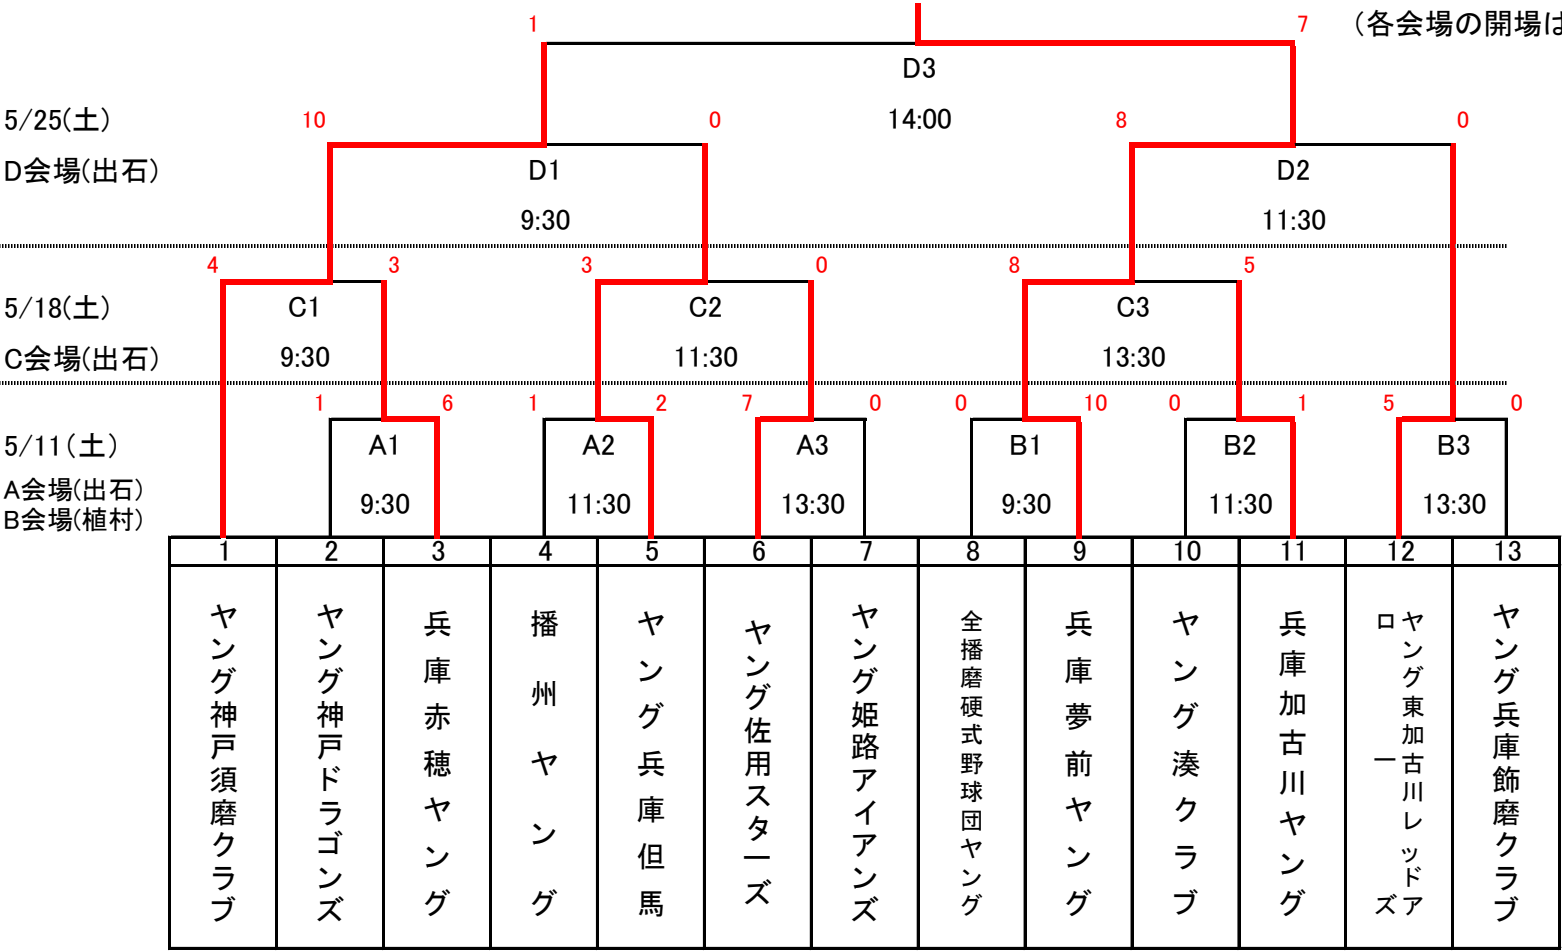 1 7 （各会場の開場は
D3
5/25(土) 10 0 14:00 8 0
D会場(出石) D1 D2
9:30 11:30
4 3 3 0 8 5
5/18(土) C1 C2 C3
C会場(出石) 9:30 11:30 13:30
1 6 1 2 7 0 0 10 0 1 5 0
5/11(土) A1 A2 A3 B1 B2 B3
A会場(出石) 9:30 11:30 13:30 9:30 11:30 13:30
B会場(植村)
1 2 3 4 5 6 7 8 9 10 11 12 13
ヤング神戸須磨クラブ
ヤング神戸ドラゴンズ
兵庫赤穂ヤング
播州ヤング
ヤング兵庫但馬
ヤング佐用スターズ
ヤング姫路アイアンズ
全播磨硬式野球団ヤング
兵庫夢前ヤング
ヤング湊クラブ
兵庫加古川ヤング
ヤング東加古川レッドア
ローズ
ヤング兵庫飾磨クラブ